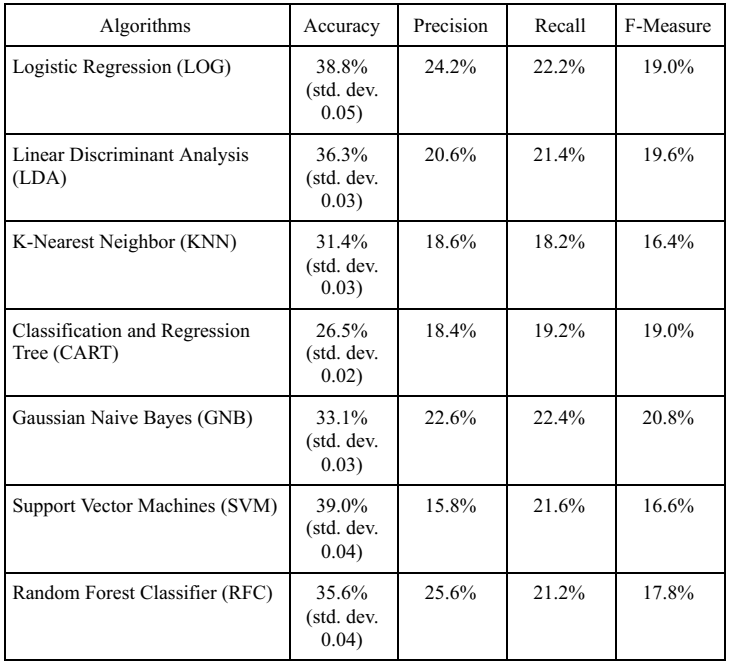 Algorithms Accuracy Precision Recall F-Measure
Logistic Regression (LOG) 38.8% 24.2% 22.2% 19.0%
(std. dev.
0.05)
Linear Discriminant Analysis 36.3% 20.6% 21.4% 19.6%
(LDA) (std. dev.
0.03)
K-Nearest Neighbor (KNN) 31.4% 18.6% 18.2% 16.4%
(std. dev.
0.03)
Classification and Regression 26.5% 18.4% 19.2% 19.0%
Tree (CART) (std. dev.
0.02)
Gaussian Naive Bayes (GNB) 33.1% 22.6% 22.4% 20.8%
(std. dev.
0.03)
Support Vector Machines (SVM) 39.0% 15.8% 21.6% 16.6%
(std. dev.
0.04)
Random Forest Classifier (RFC) 35.6% 25.6% 21.2% 17.8%
(std. dev.
0.04)